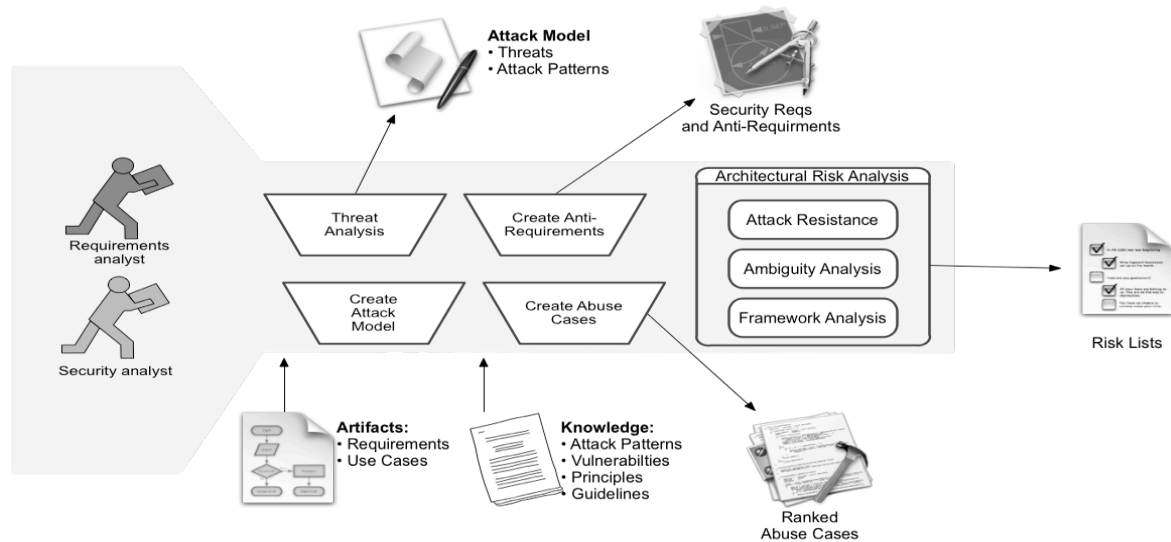 Attack Model
• Threats
• Attack Patterns
Security Reqs
and Anti-Requirments
Requirements
analyst
Security analyst
Threat
Analysis
Create Anti-
Requirements
Create
Attack
Model
Create Abuse
Cases
Architectural Risk Analysis
Attack Resistance
Ambiguity Analysis
Framework Analysis
Risk Lists
Artifacts:
• Requirements
• Use Cases
Knowledge:
• Attack Patterns
• Vulnerabilties
• Principles
• Guidelines
Ranked
Abuse Cases